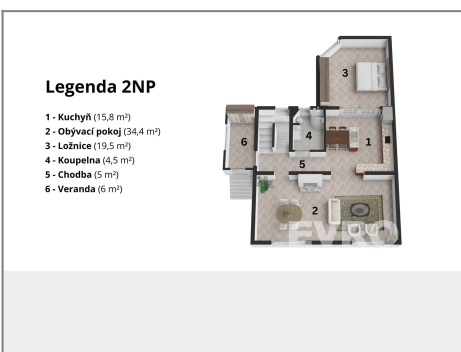 Legenda 2NP
1 - Kuchyň (15,8 m²)
2 - Obývací pokoj (34,4 m²)
3 - Ložnice (19,5 m²)
4 - Koupelna (4,5 m²)
5 - Chodba (5 m²)
6 - Veranda (6 m²)
3
6
4
1
5
2
EVRO